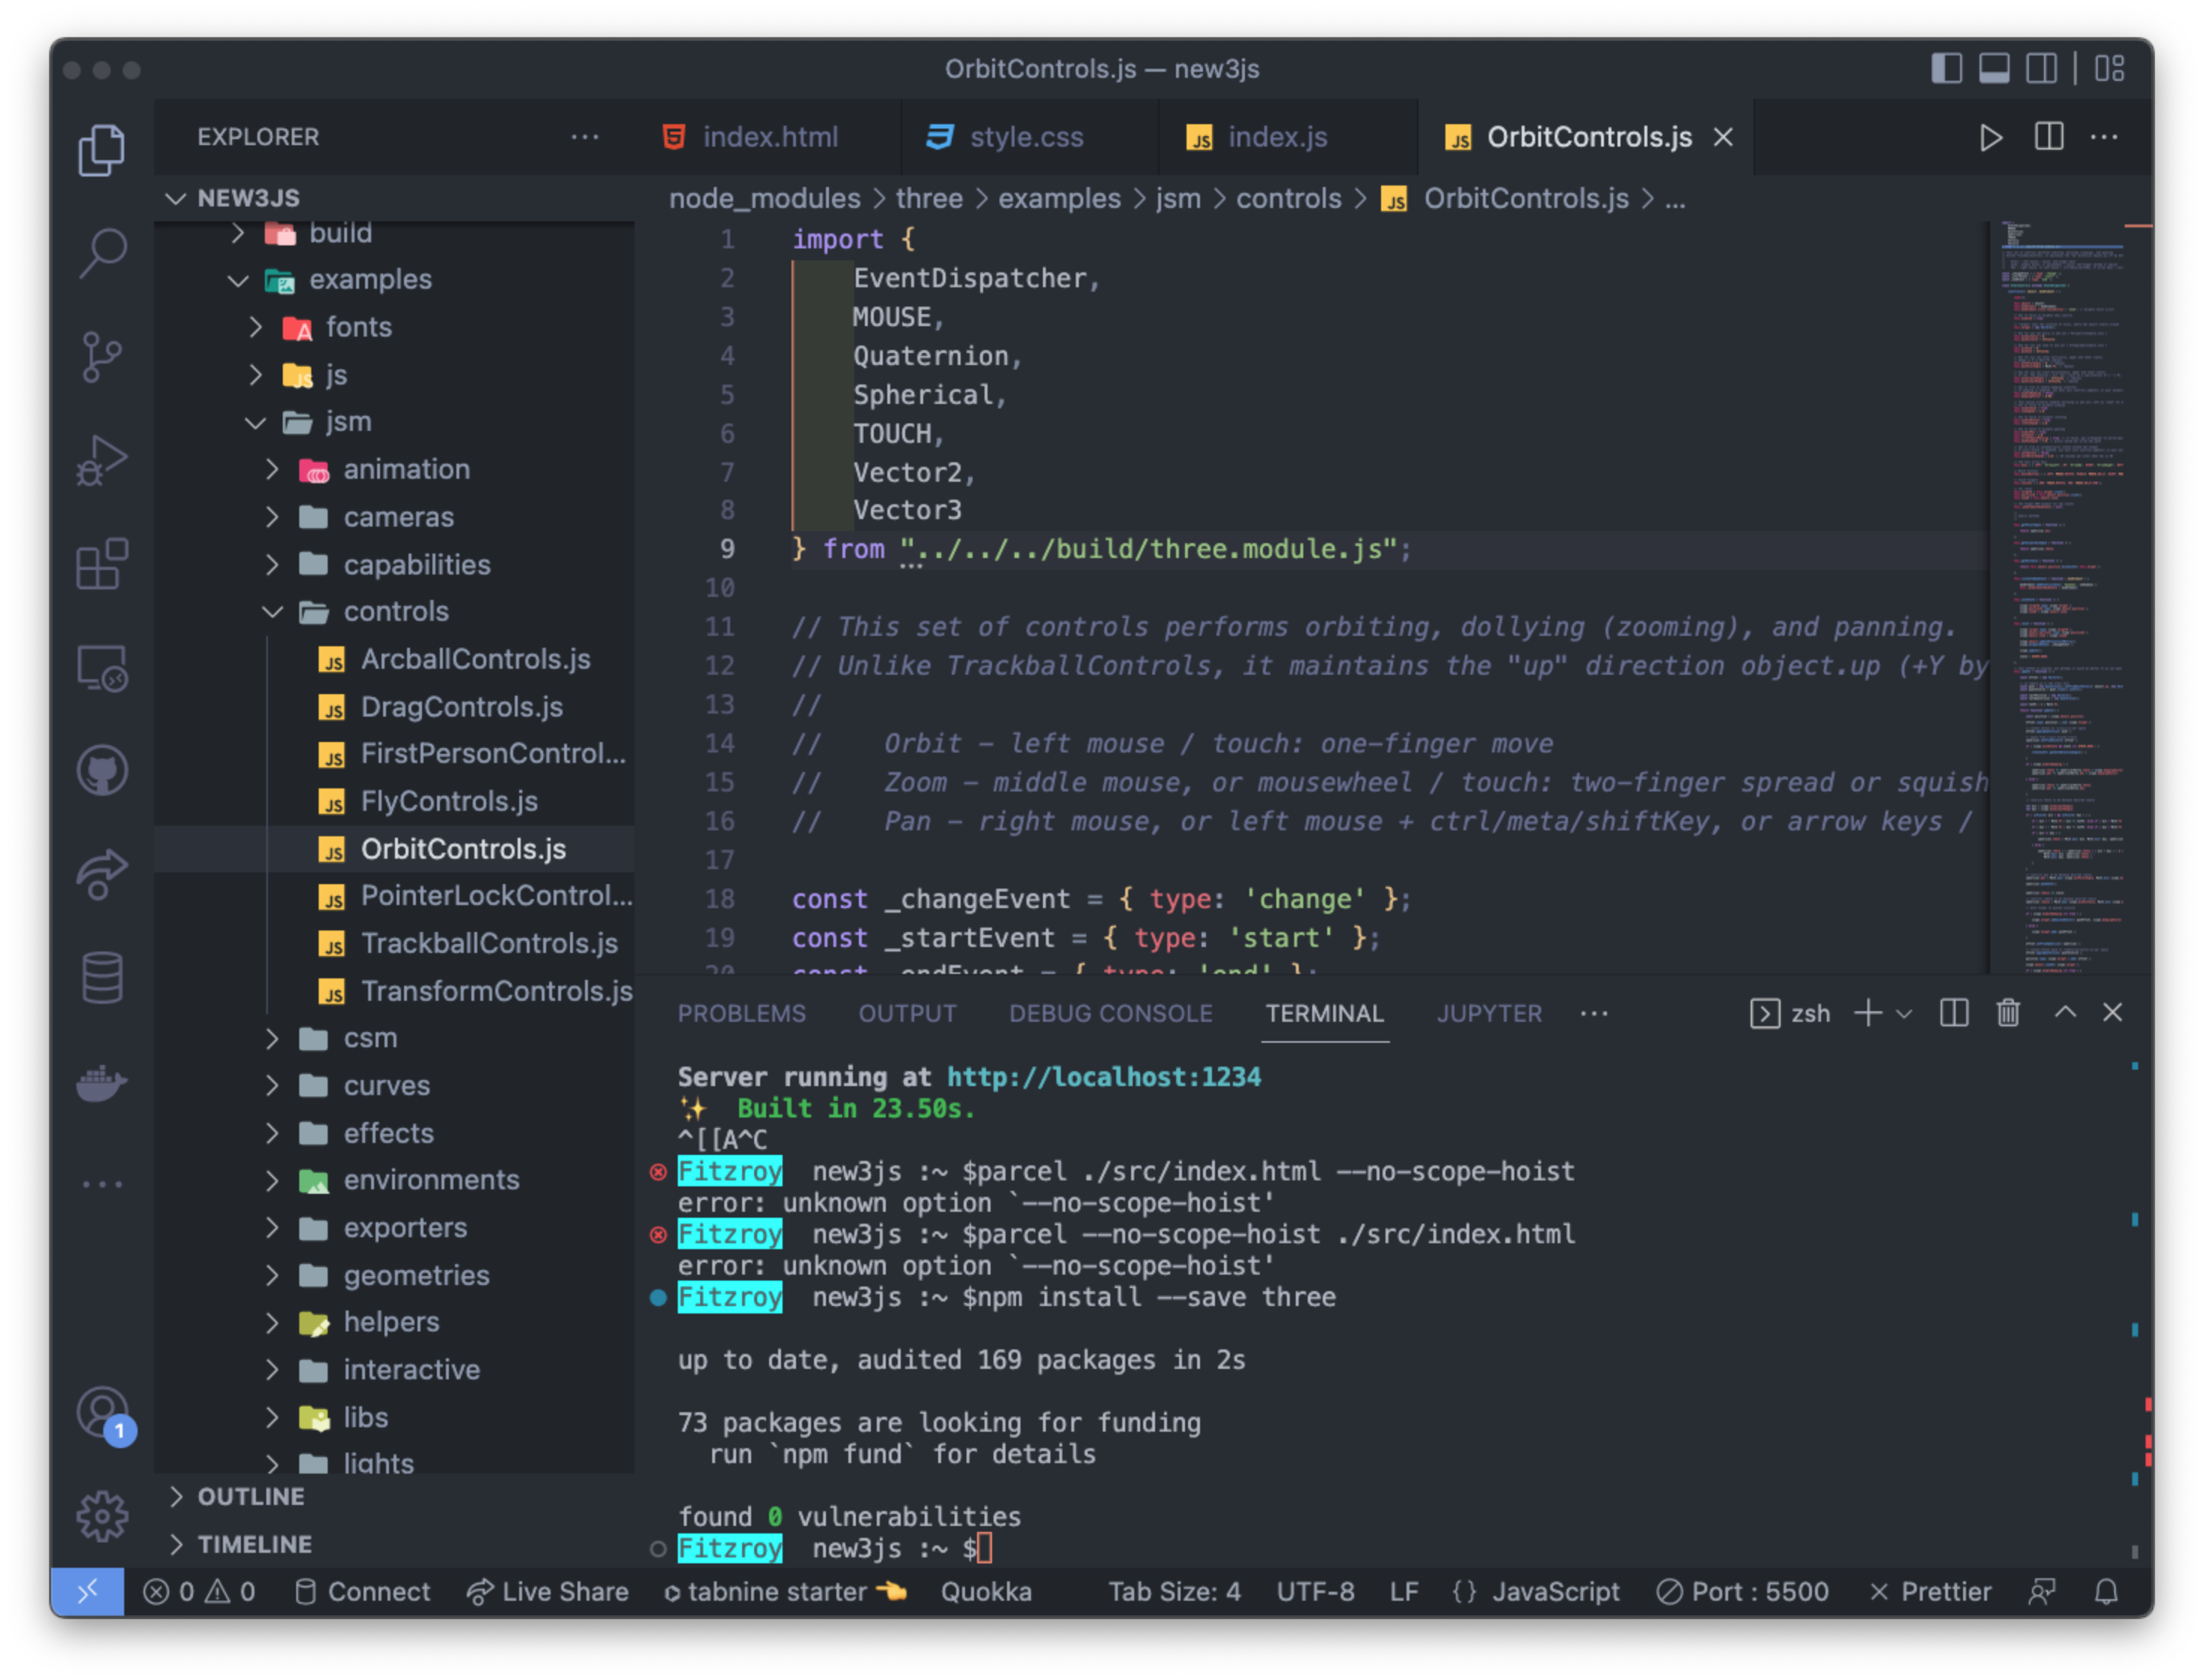 OrbitControls.js — new3js
EXPLORER
index.html
style.css
index.js
OrbitControls.js
NEW3JS
build
examples
fonts
js
jsm
animation
cameras
capabilities
controls
ArcballControls.js
DragControls.js
FirstPersonControl...
FlyControls.js
OrbitControls.js
PointerLockControl...
TrackballControls.js
TransformControls.js
csm
curves
effects
environments
exporters
geometries
helpers
interactive
libs
lights
OUTLINE
TIMELINE
node_modules > three > examples > jsm > controls > JS OrbitControls.js > ...
1 import {
2 EventDispatcher,
3 MOUSE,
4 Quaternion,
5 Spherical,
6 TOUCH,
7 Vector2,
8 Vector3
9 } from "../../../build/three.module.js";
10
11 // This set of controls performs orbiting, dollying (zooming), and panning.
12 // Unlike TrackballControls, it maintains the "up" direction object.up (+Y by
13 //
14 //    Orbit - left mouse / touch: one-finger move
15 //    Zoom - middle mouse, or mousewheel / touch: two-finger spread or squish
16 //    Pan - right mouse, or left mouse + ctrl/meta/shiftKey, or arrow keys /
17
18 const _changeEvent = { type: 'change' };
19 const _startEvent = { type: 'start' };
20 const _endEvent = { type: 'end' };
PROBLEMS OUTPUT DEBUG CONSOLE TERMINAL JUPYTER ... zsh
Server running at http://localhost:1234
✨ Built in 23.50s.
^[[A^C
Fitzroy new3js :~ $parcel ./src/index.html --no-scope-hoist
error: unknown option `--no-scope-hoist'
Fitzroy new3js :~ $parcel --no-scope-hoist ./src/index.html
error: unknown option `--no-scope-hoist'
Fitzroy new3js :~ $npm install --save three
up to date, audited 169 packages in 2s
73 packages are looking for funding
run `npm fund` for details
found 0 vulnerabilities
Fitzroy new3js :~ $
1
0 0 Connect Live Share tabnine starter 👈 Quokka Tab Size: 4 UTF-8 LF {} JavaScript Port : 5500 Prettier